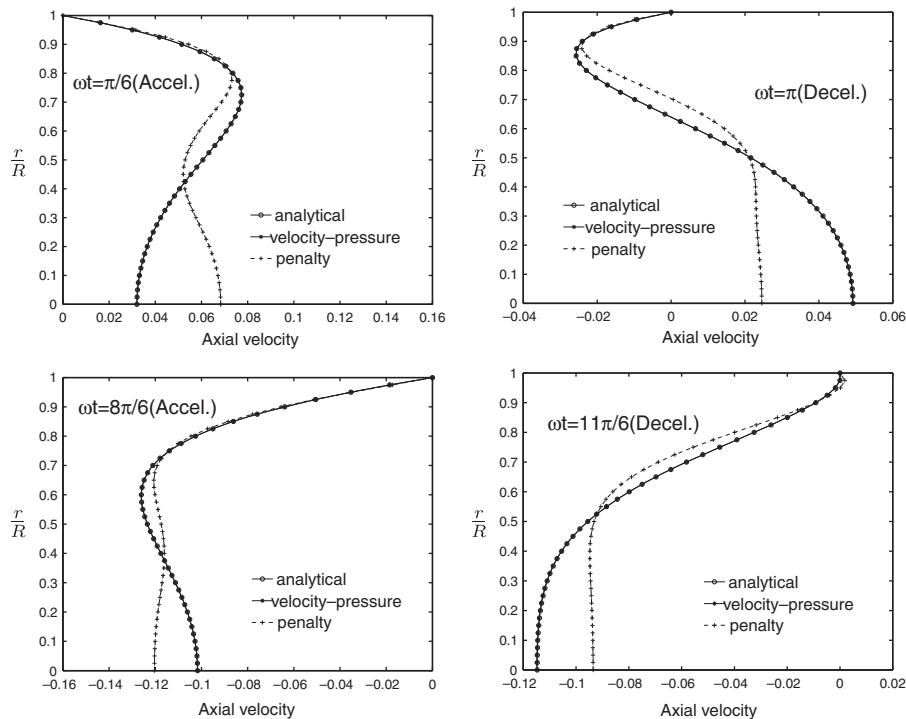 1
0.9
0.8
ωt=π/6(Accel.)
0.7
0.6
r/R
0.5
0.4
0.3
analytical
0.2
velocity–pressure
0.1
penalty
0
0 0.02 0.04 0.06 0.08 0.1 0.12 0.14 0.16
Axial velocity
1
0.9
0.8
ωt=π(Decel.)
0.7
0.6
r/R
0.5
0.4
0.3
analytical
0.2
velocity–pressure
0.1
penalty
0
−0.04 −0.02 0 0.02 0.04 0.06
Axial velocity
1
0.9
ωt=8π/6(Accel.)
0.8
0.7
0.6
r/R
0.5
0.4
0.3
analytical
0.2
velocity–pressure
0.1
penalty
0
−0.16 −0.14 −0.12 −0.1 −0.08 −0.06 −0.04 −0.02 0
Axial velocity
1
0.9
ωt=11π/6(Decel.)
0.8
0.7
0.6
r/R
0.5
0.4
0.3
analytical
0.2
velocity–pressure
0.1
penalty
0
−0.12 −0.1 −0.08 −0.06 −0.04 −0.02 0 0.02
Axial velocity